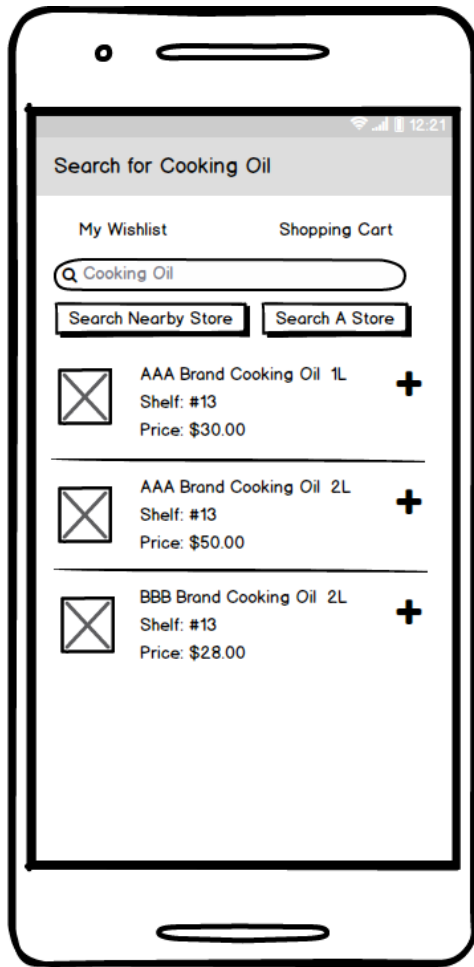 12:21
Search for Cooking Oil
My Wishlist Shopping Cart
Cooking Oil
Search Nearby Store Search A Store
AAA Brand Cooking Oil 1L
Shelf: #13
Price: $30.00
AAA Brand Cooking Oil 2L
Shelf: #13
Price: $50.00
BBB Brand Cooking Oil 2L
Shelf: #13
Price: $28.00